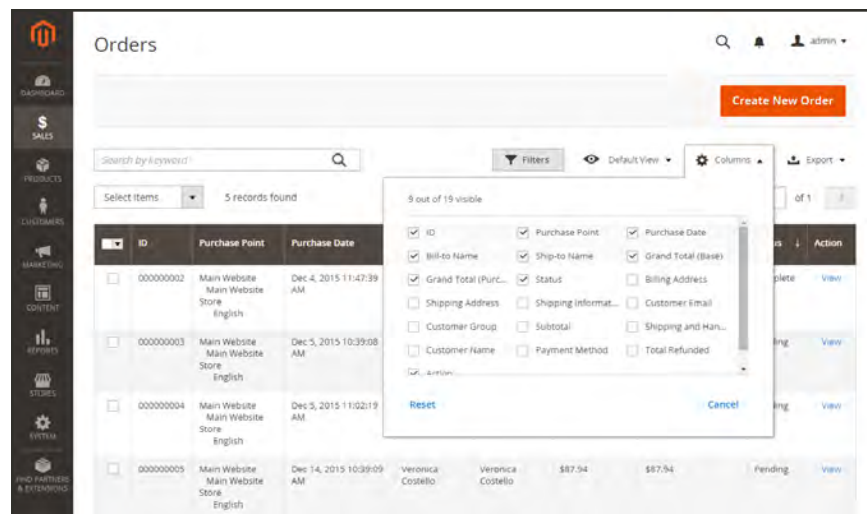 Orders
admin
DASHBOARD
Create New Order
$
SALES
Search by keyword
Filters
Default View
Columns
Export
PRODUCTS
Select Items
5 records found
9 out of 19 visible
of 1
CUSTOMERS
ID
Purchase Point
Purchase Date
ID
Purchase Point
Purchase Date
us ↓
Action
MARKETING
Bill-to Name
Ship-to Name
Grand Total (Base)
000000002
Main Website
Main Website
Store
English
Dec 4, 2015 11:47:39
AM
Grand Total (Purc...
Status
Billing Address
plete
View
CONTENT
Shipping Address
Shipping Informat...
Customer Email
REPORTS
Customer Group
Subtotal
Shipping and Han...
000000003
Main Website
Main Website
Store
English
Dec 5, 2015 10:39:08
AM
Customer Name
Payment Method
Total Refunded
ing
View
Action
STORES
Reset
Cancel
000000004
Main Website
Main Website
Store
English
Dec 5, 2015 11:02:19
AM
ing
View
SYSTEM
FIND PARTNERS
& EXTENSIONS
000000005
Main Website
Main Website
Store
English
Dec 14, 2015 10:39:09
AM
Veronica
Costello
Veronica
Costello
$87.94
$87.94
Pending
View